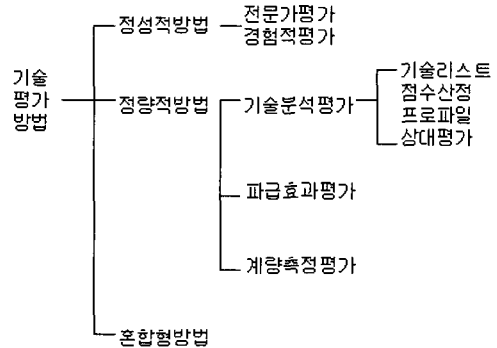 기술
평가
방법
정성적방법
전문가평가
경험적평가
정량적방법
기술분석평가
기술리스트
점수산정
프로파일
상대평가
파급효과평가
계량측정평가
혼합형방법